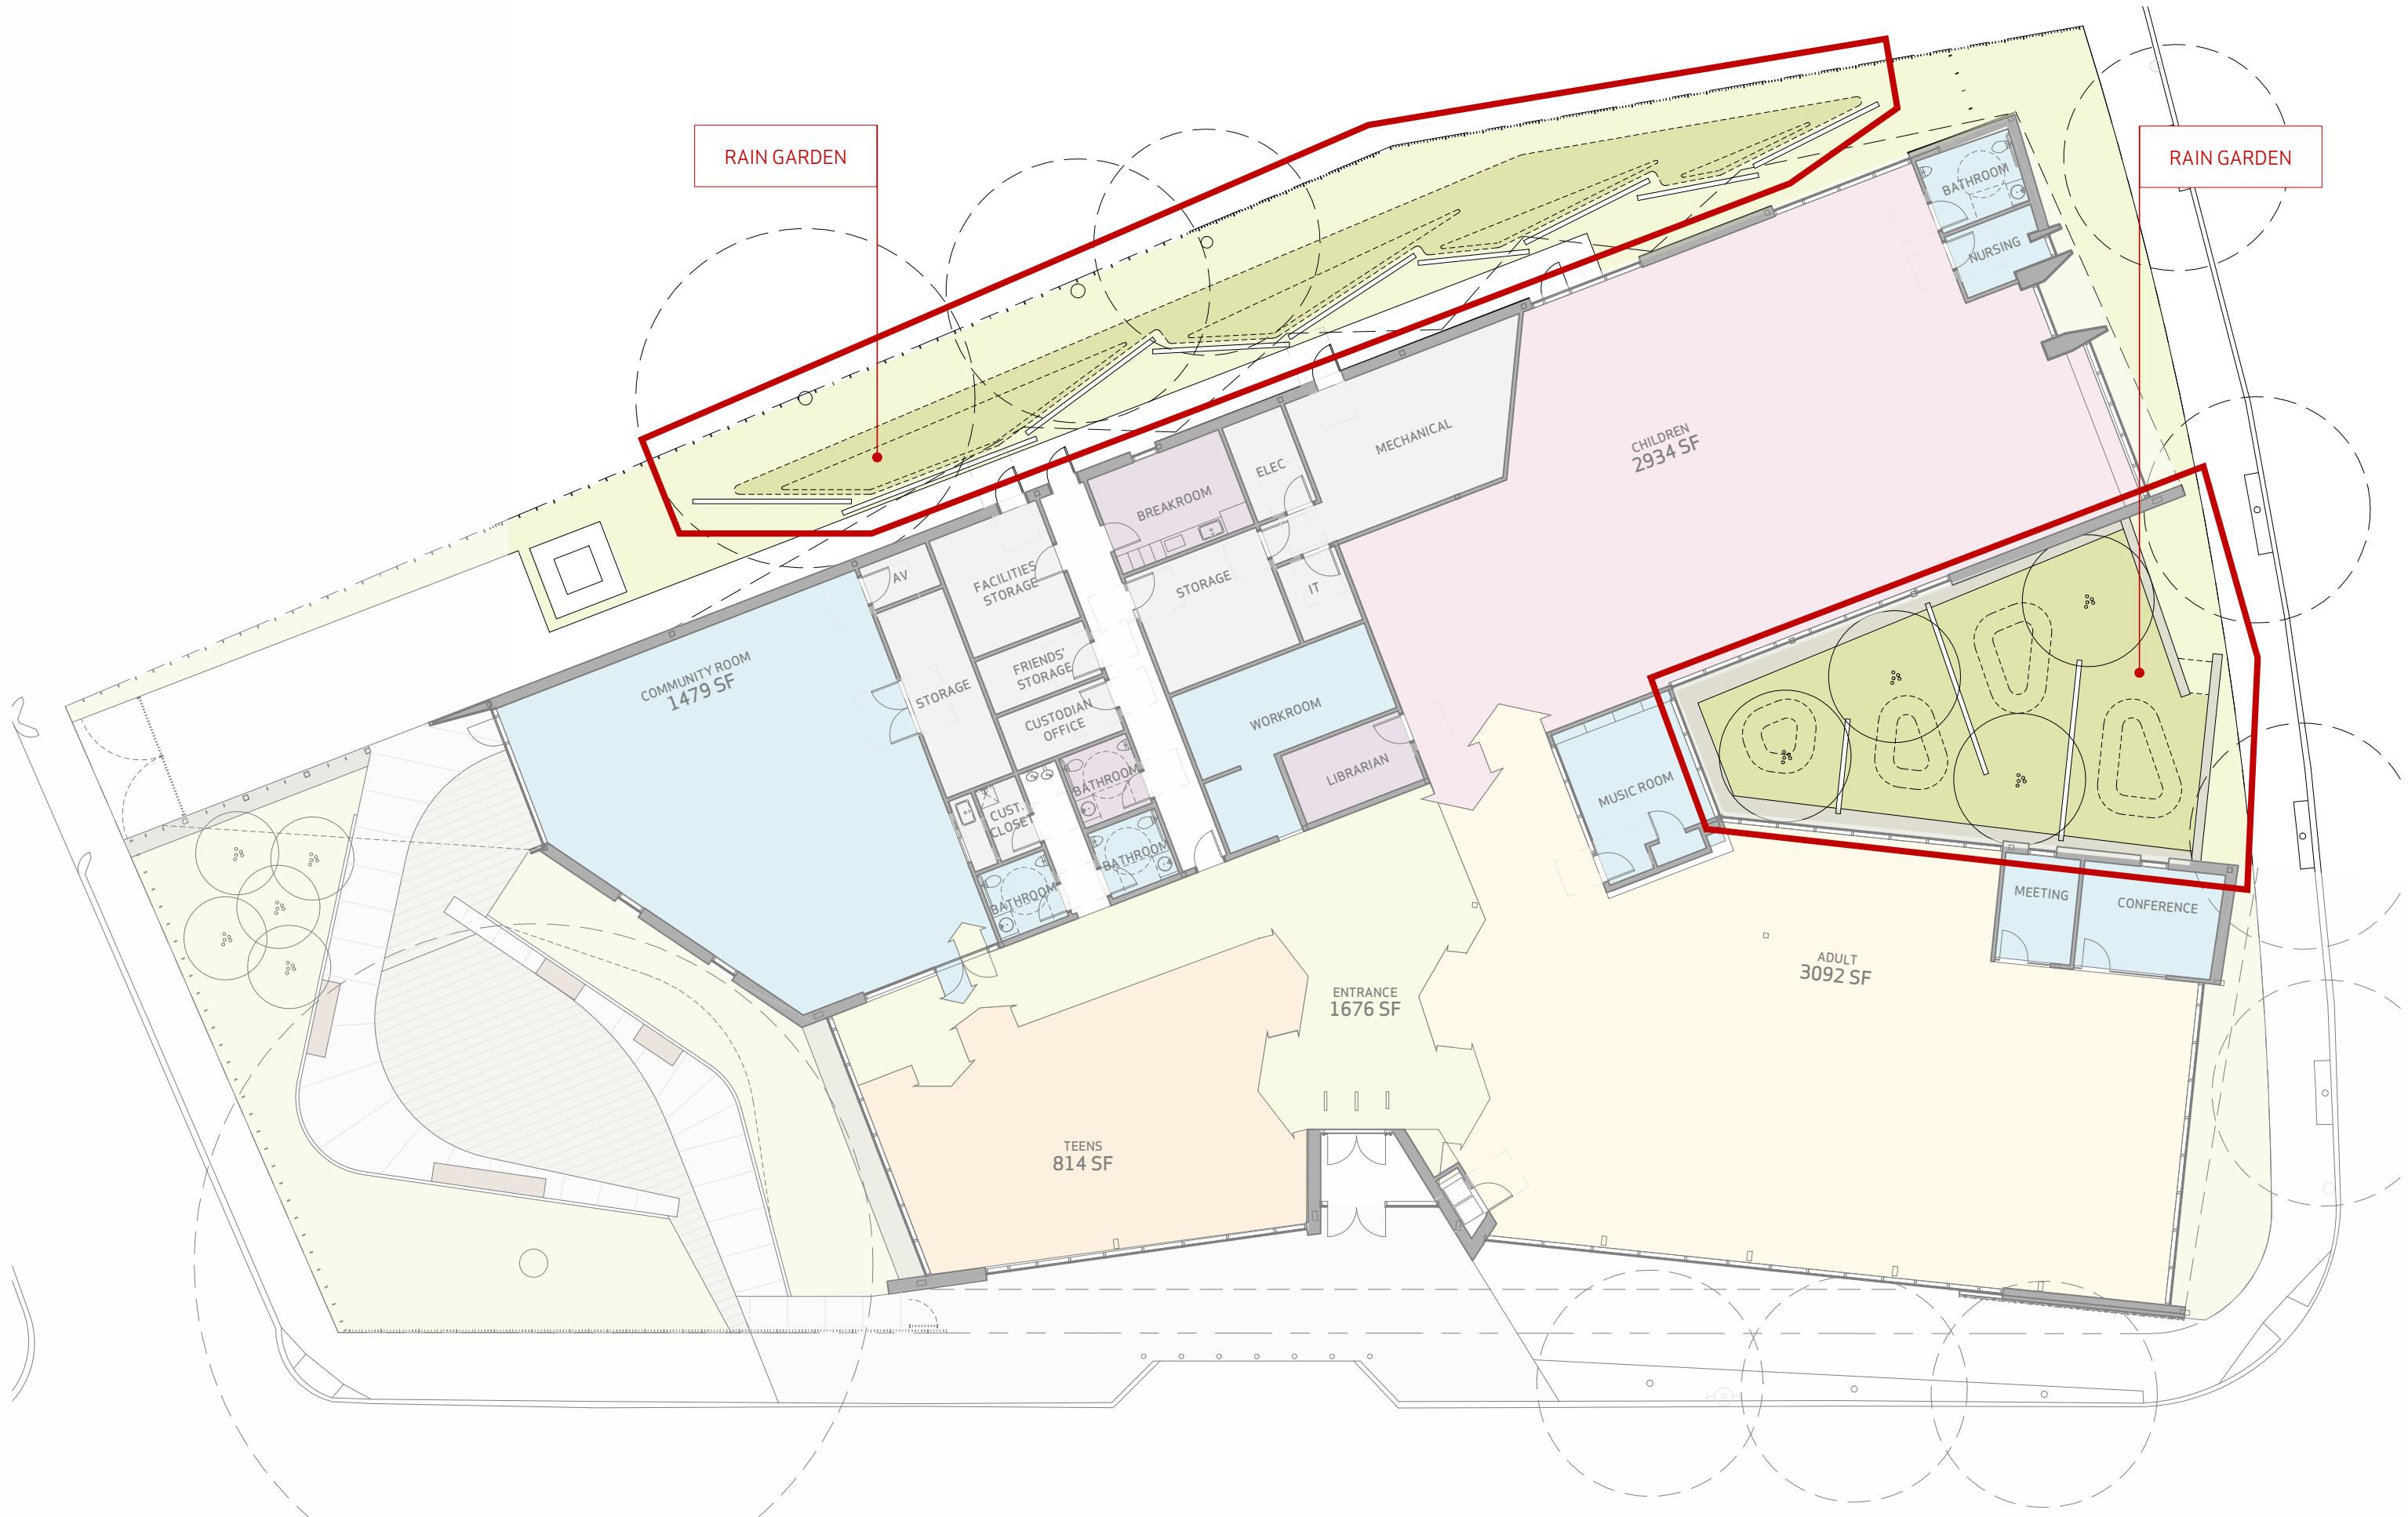 RAIN GARDEN
RAIN GARDEN
BATHROOM
NURSING
CHILDREN
2934 SF
MECHANICAL
ELEC
BREAKROOM
STORAGE
IT
AV
FACILITIES
STORAGE
FRIENDS'
STORAGE
CUSTODIAN
OFFICE
STORAGE
COMMUNITY ROOM
1479 SF
WORKROOM
LIBRARIAN
MUSIC ROOM
BATHROOM
CUST.
CLOSET
BATHROOM
BATHROOM
MEETING
CONFERENCE
ADULT
3092 SF
ENTRANCE
1676 SF
TEENS
814 SF